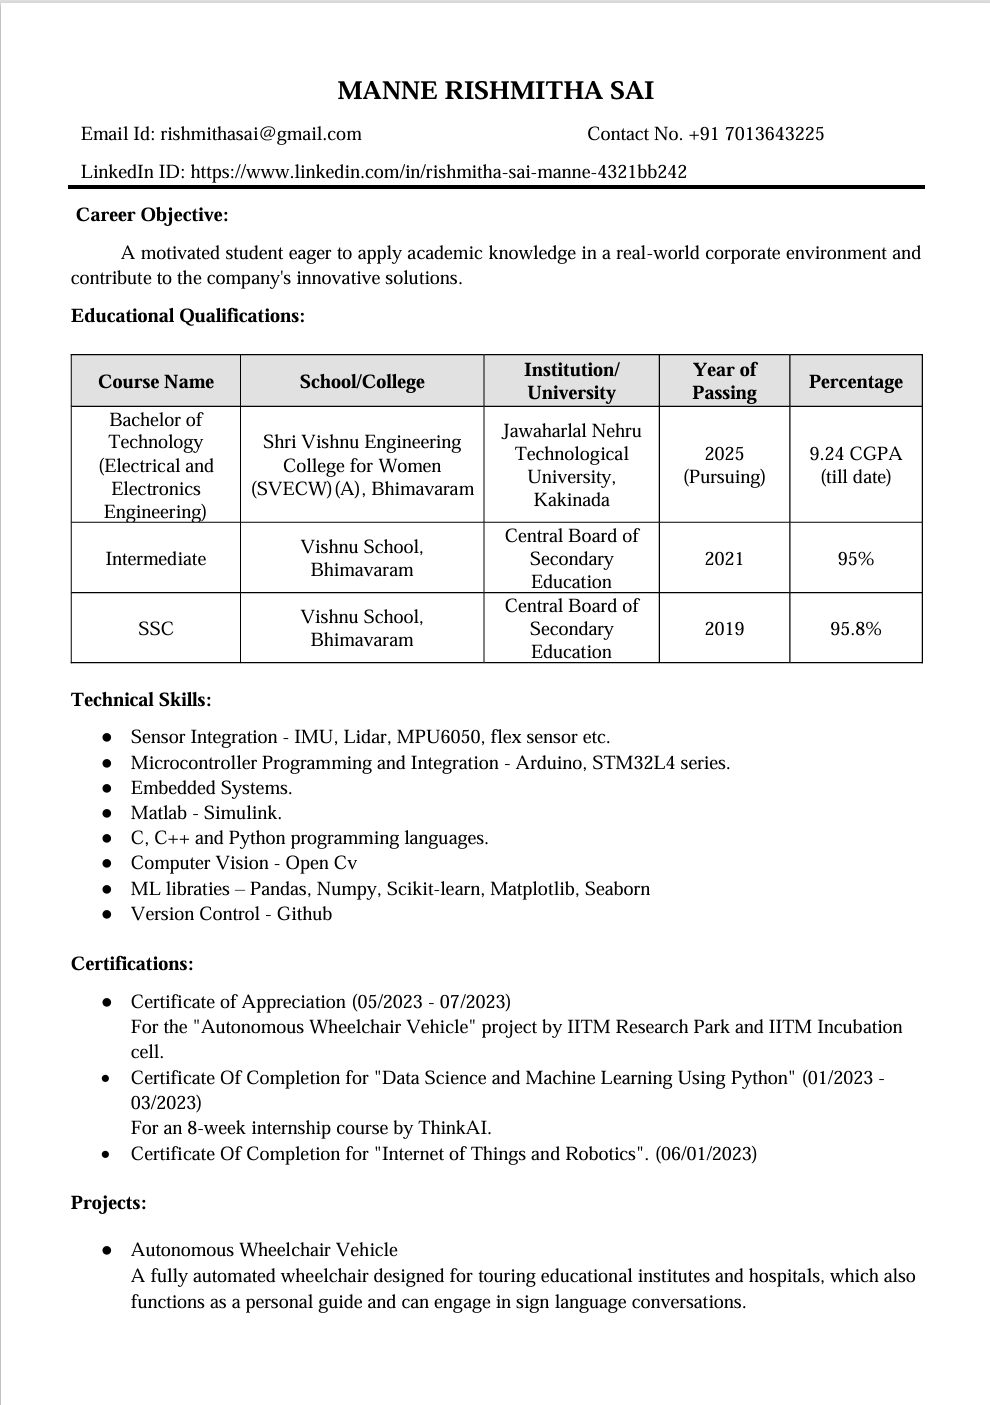 MANNE RISHMITHA SAI
Email Id: rishmithasai@gmail.com Contact No. +91 7013643225
LinkedIn ID: https://www.linkedin.com/in/rishmitha-sai-manne-4321bb242
Career Objective:
A motivated student eager to apply academic knowledge in a real-world corporate environment and
contribute to the company's innovative solutions.
Educational Qualifications:
Course Name School/College Institution/ University Year of Passing Percentage
Bachelor of Technology (Electrical and Electronics Engineering) Shri Vishnu Engineering College for Women (SVECW)(A), Bhimavaram Jawaharlal Nehru Technological University, Kakinada 2025 (Pursuing) 9.24 CGPA (till date)
Intermediate Vishnu School, Bhimavaram Central Board of Secondary Education 2021 95%
SSC Vishnu School, Bhimavaram Central Board of Secondary Education 2019 95.8%
Technical Skills:
● Sensor Integration - IMU, Lidar, MPU6050, flex sensor etc.
● Microcontroller Programming and Integration - Arduino, STM32L4 series.
● Embedded Systems.
● Matlab - Simulink.
● C, C++ and Python programming languages.
● Computer Vision - Open Cv
● ML libraties – Pandas, Numpy, Scikit-learn, Matplotlib, Seaborn
● Version Control - Github
Certifications:
● Certificate of Appreciation (05/2023 - 07/2023)
For the "Autonomous Wheelchair Vehicle" project by IITM Research Park and IITM Incubation
cell.
● Certificate Of Completion for "Data Science and Machine Learning Using Python" (01/2023 -
03/2023)
For an 8-week internship course by ThinkAI.
● Certificate Of Completion for "Internet of Things and Robotics". (06/01/2023)
Projects:
● Autonomous Wheelchair Vehicle
A fully automated wheelchair designed for touring educational institutes and hospitals, which also
functions as a personal guide and can engage in sign language conversations.